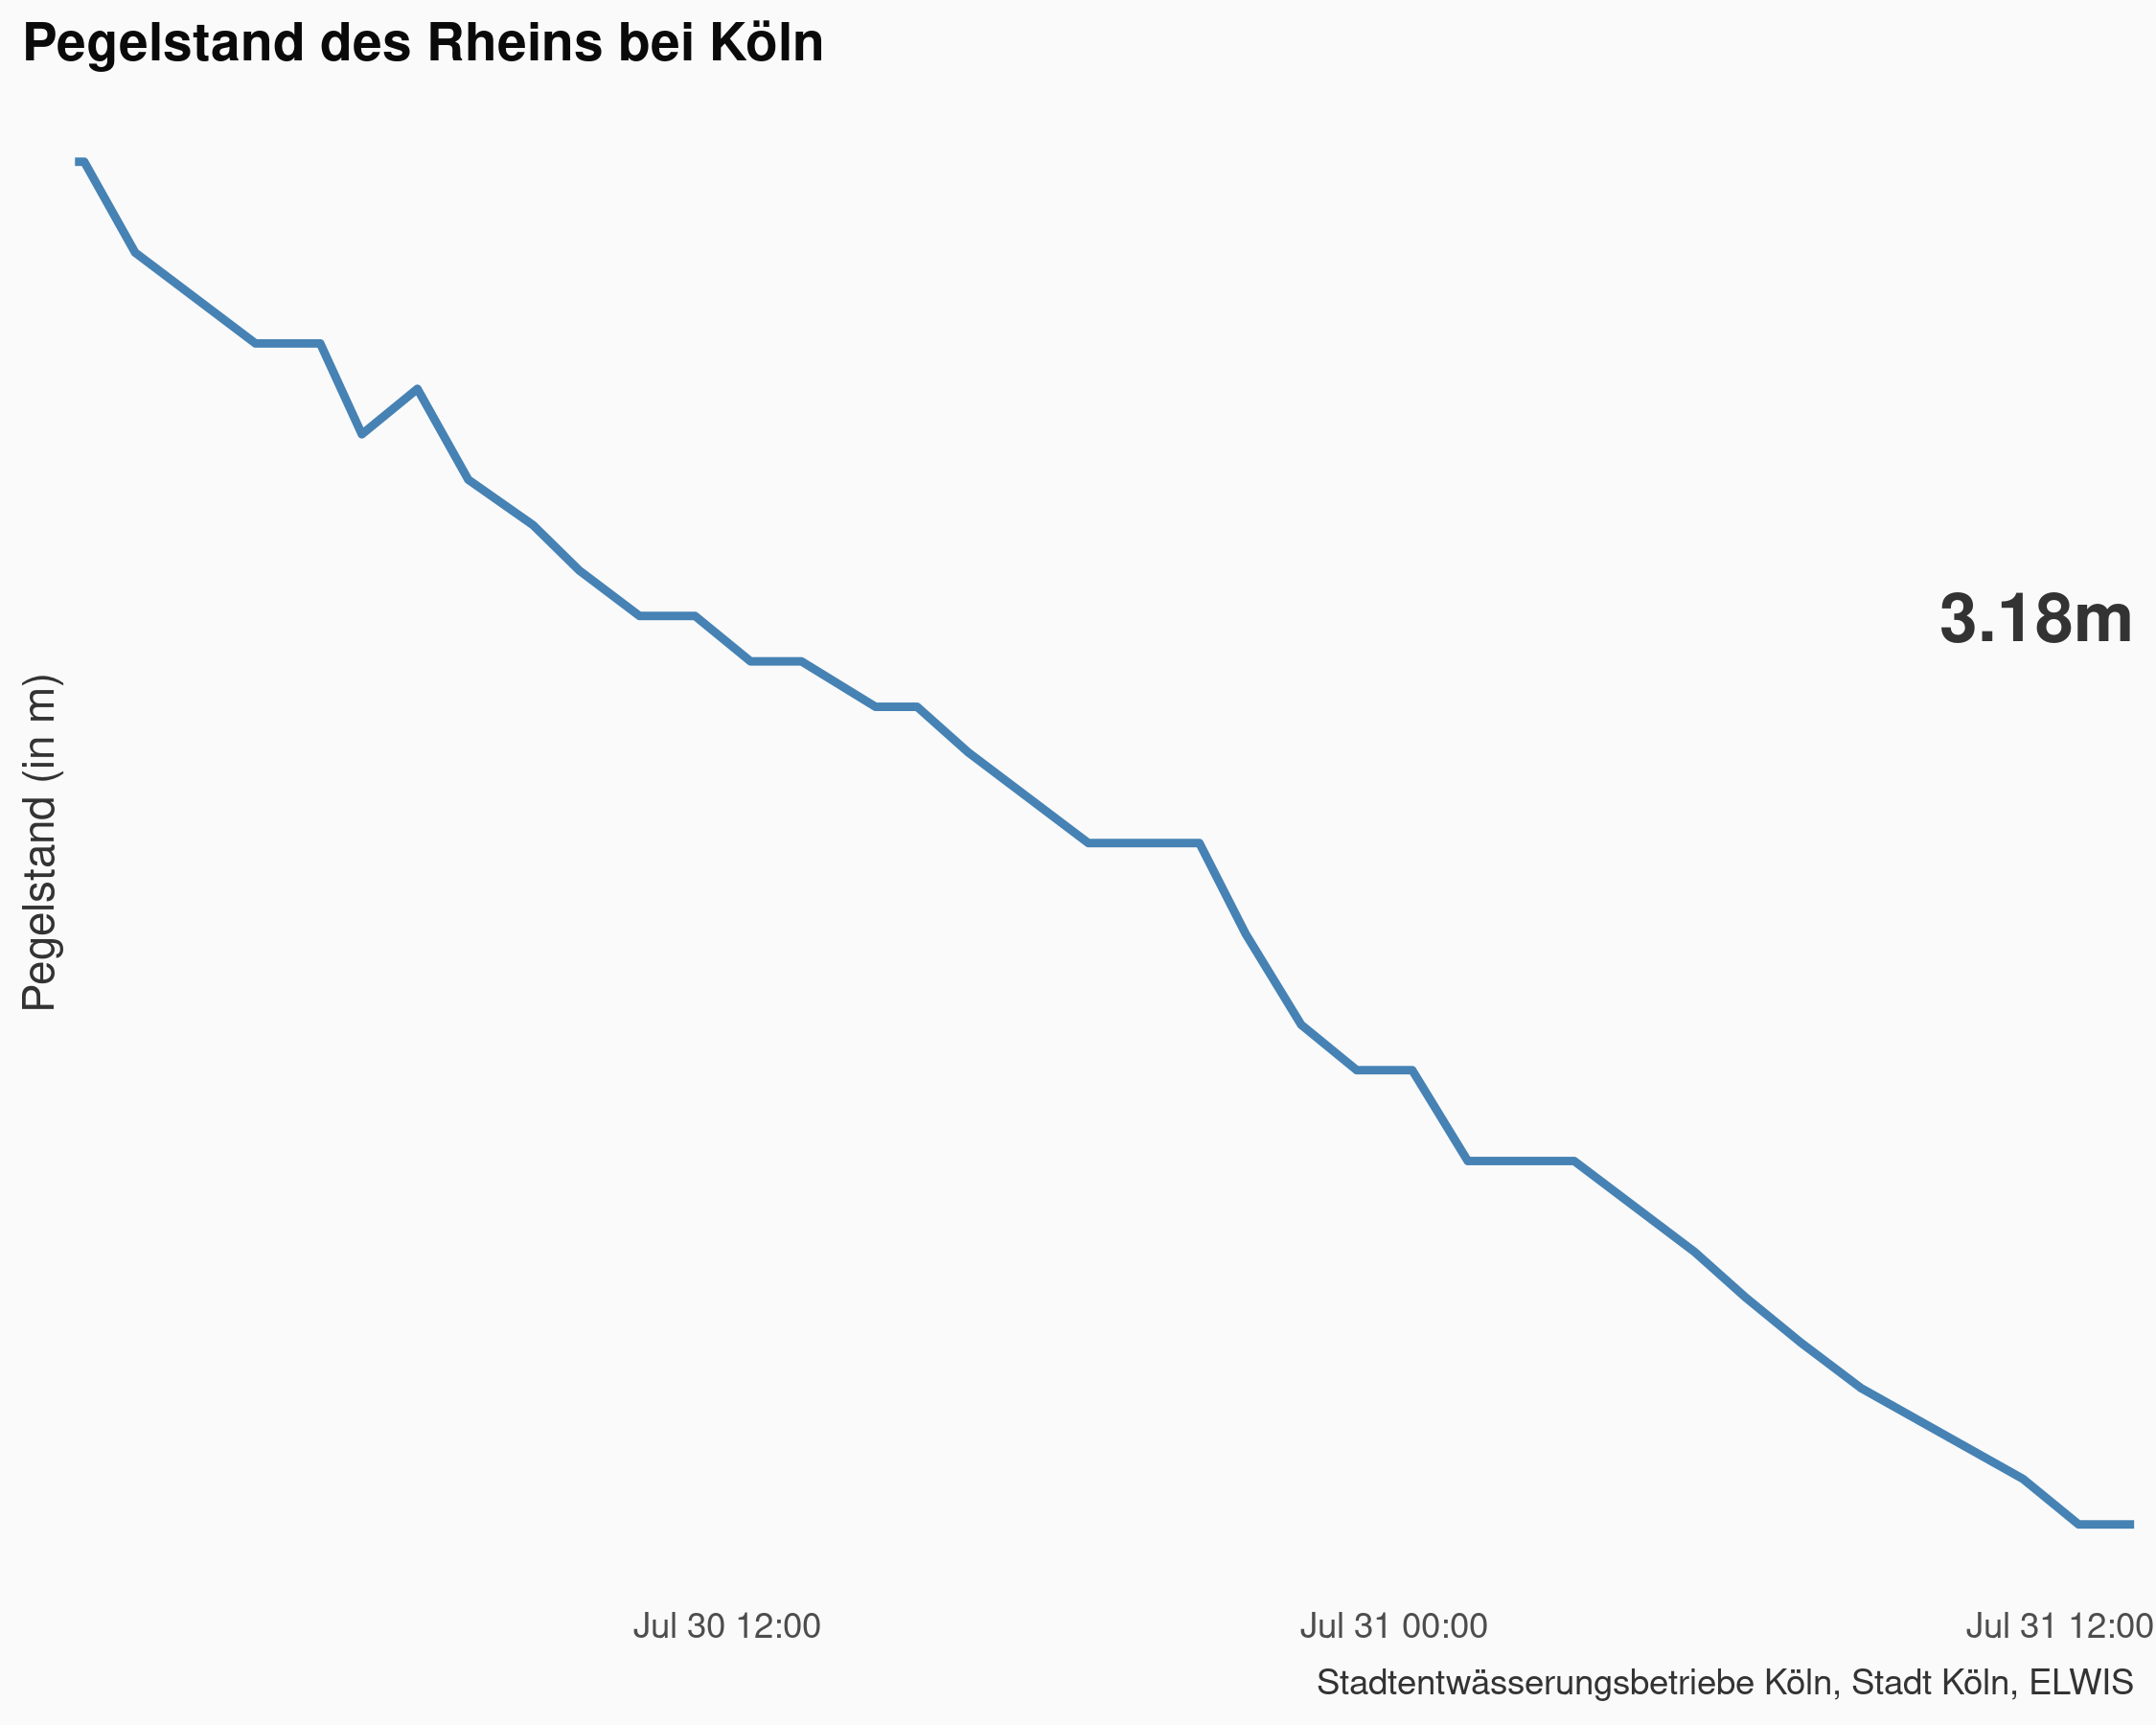 Pegelstand des Rheins bei Köln
3.18m
Pegelstand (in m)
Jul 30 12:00
Jul 31 00:00
Jul 31 12:00
Stadtentwässerungsbetriebe Köln, Stadt Köln, ELWIS